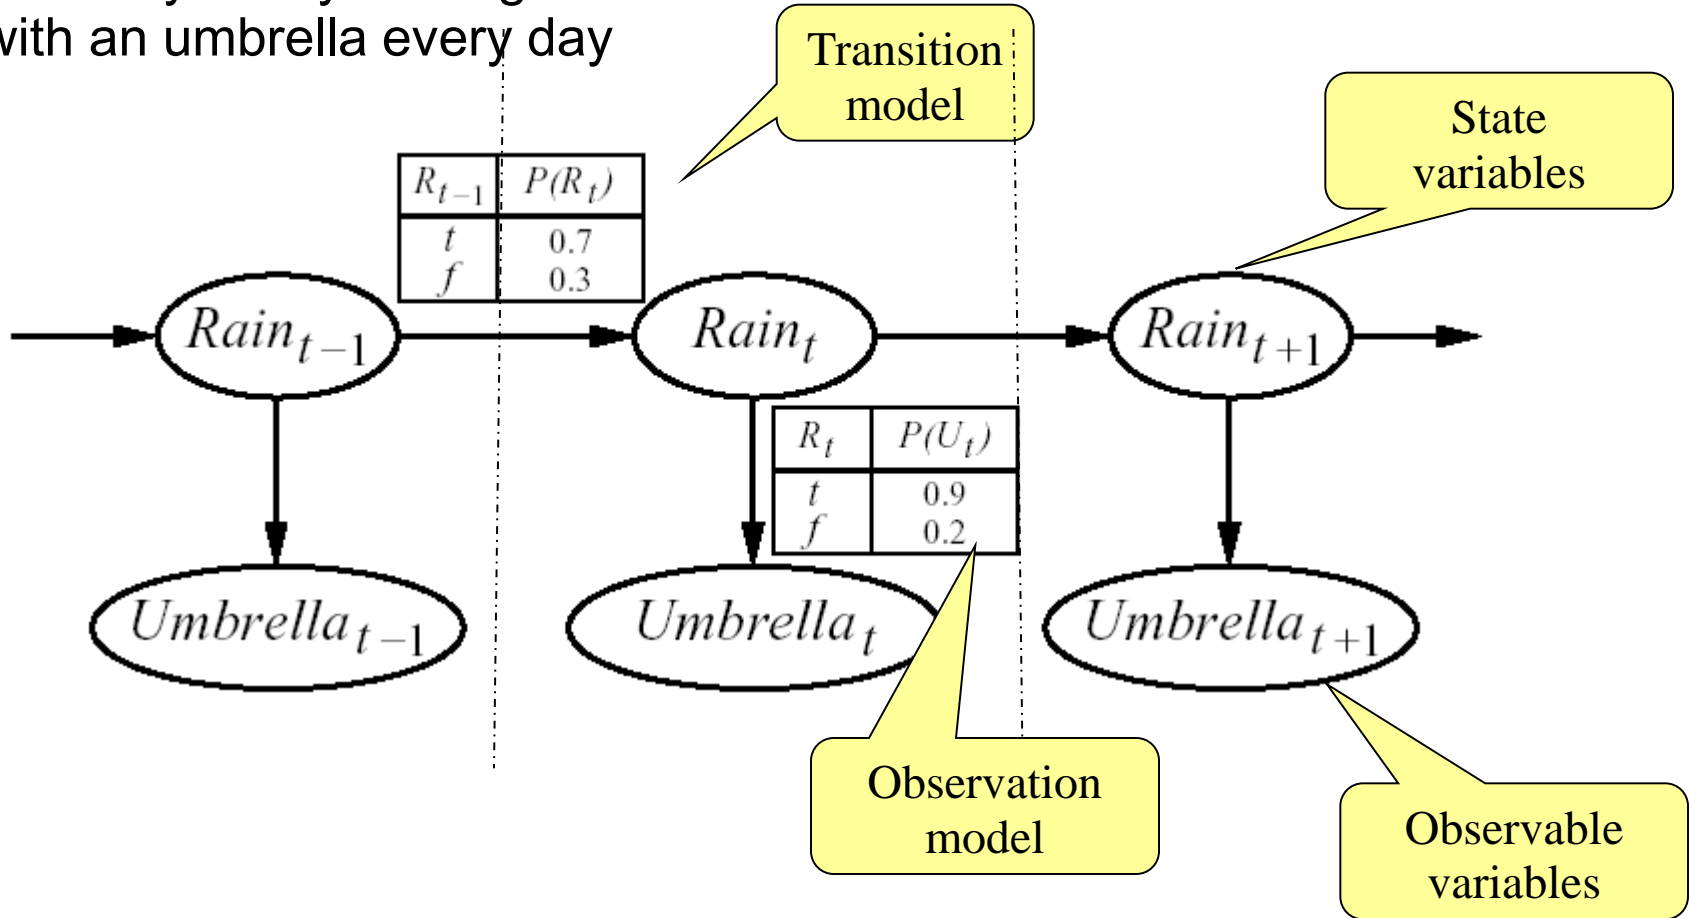 with an umbrella every day
Transition
model
State
variables
R_{t-1} P(R_t)
t 0.7
f 0.3
Rain_{t-1}
Rain_t
Rain_{t+1}
R_t P(U_t)
t 0.9
f 0.2
Umbrella_{t-1}
Umbrella_t
Umbrella_{t+1}
Observation
model
Observable
variables